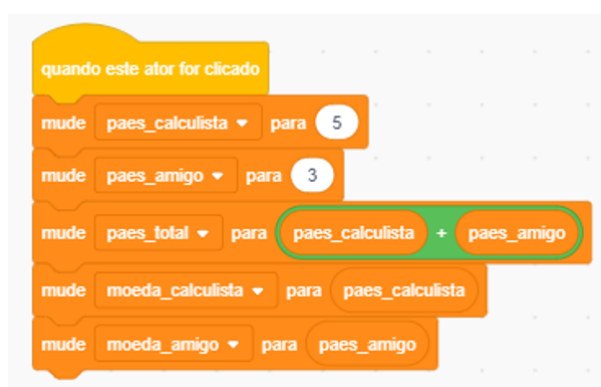 quando este ator for clicado
mude paes_calculista para 5
mude paes_amigo para 3
mude paes_total para paes_calculista + paes_amigo
mude moeda_calculista para paes_calculista
mude moeda_amigo para paes_amigo